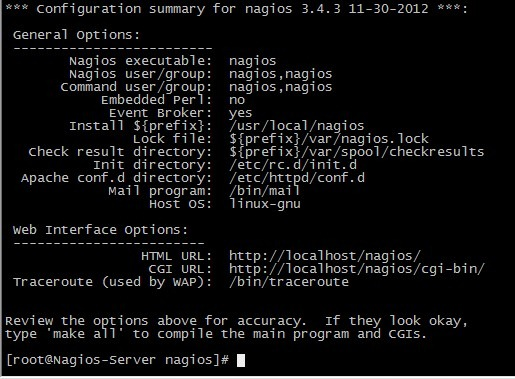 *** Configuration summary for nagios 3.4.3 11-30-2012 ***:
General Options:
-------------------------
Nagios executable:  nagios
Nagios user/group:  nagios,nagios
Command user/group:  nagios,nagios
Embedded Perl:  no
Event Broker:  yes
Install ${prefix}:  /usr/local/nagios
Lock file:  ${prefix}/var/nagios.lock
Check result directory:  ${prefix}/var/spool/checkresults
Init directory:  /etc/rc.d/init.d
Apache conf.d directory:  /etc/httpd/conf.d
Mail program:  /bin/mail
Host OS:  linux-gnu
Web Interface Options:
------------------------
HTML URL:  http://localhost/nagios/
CGI URL:  http://localhost/nagios/cgi-bin/
Traceroute (used by WAP):  /bin/traceroute
Review the options above for accuracy.  If they look okay,
type 'make all' to compile the main program and CGIs.
[root@Nagios-Server nagios]#